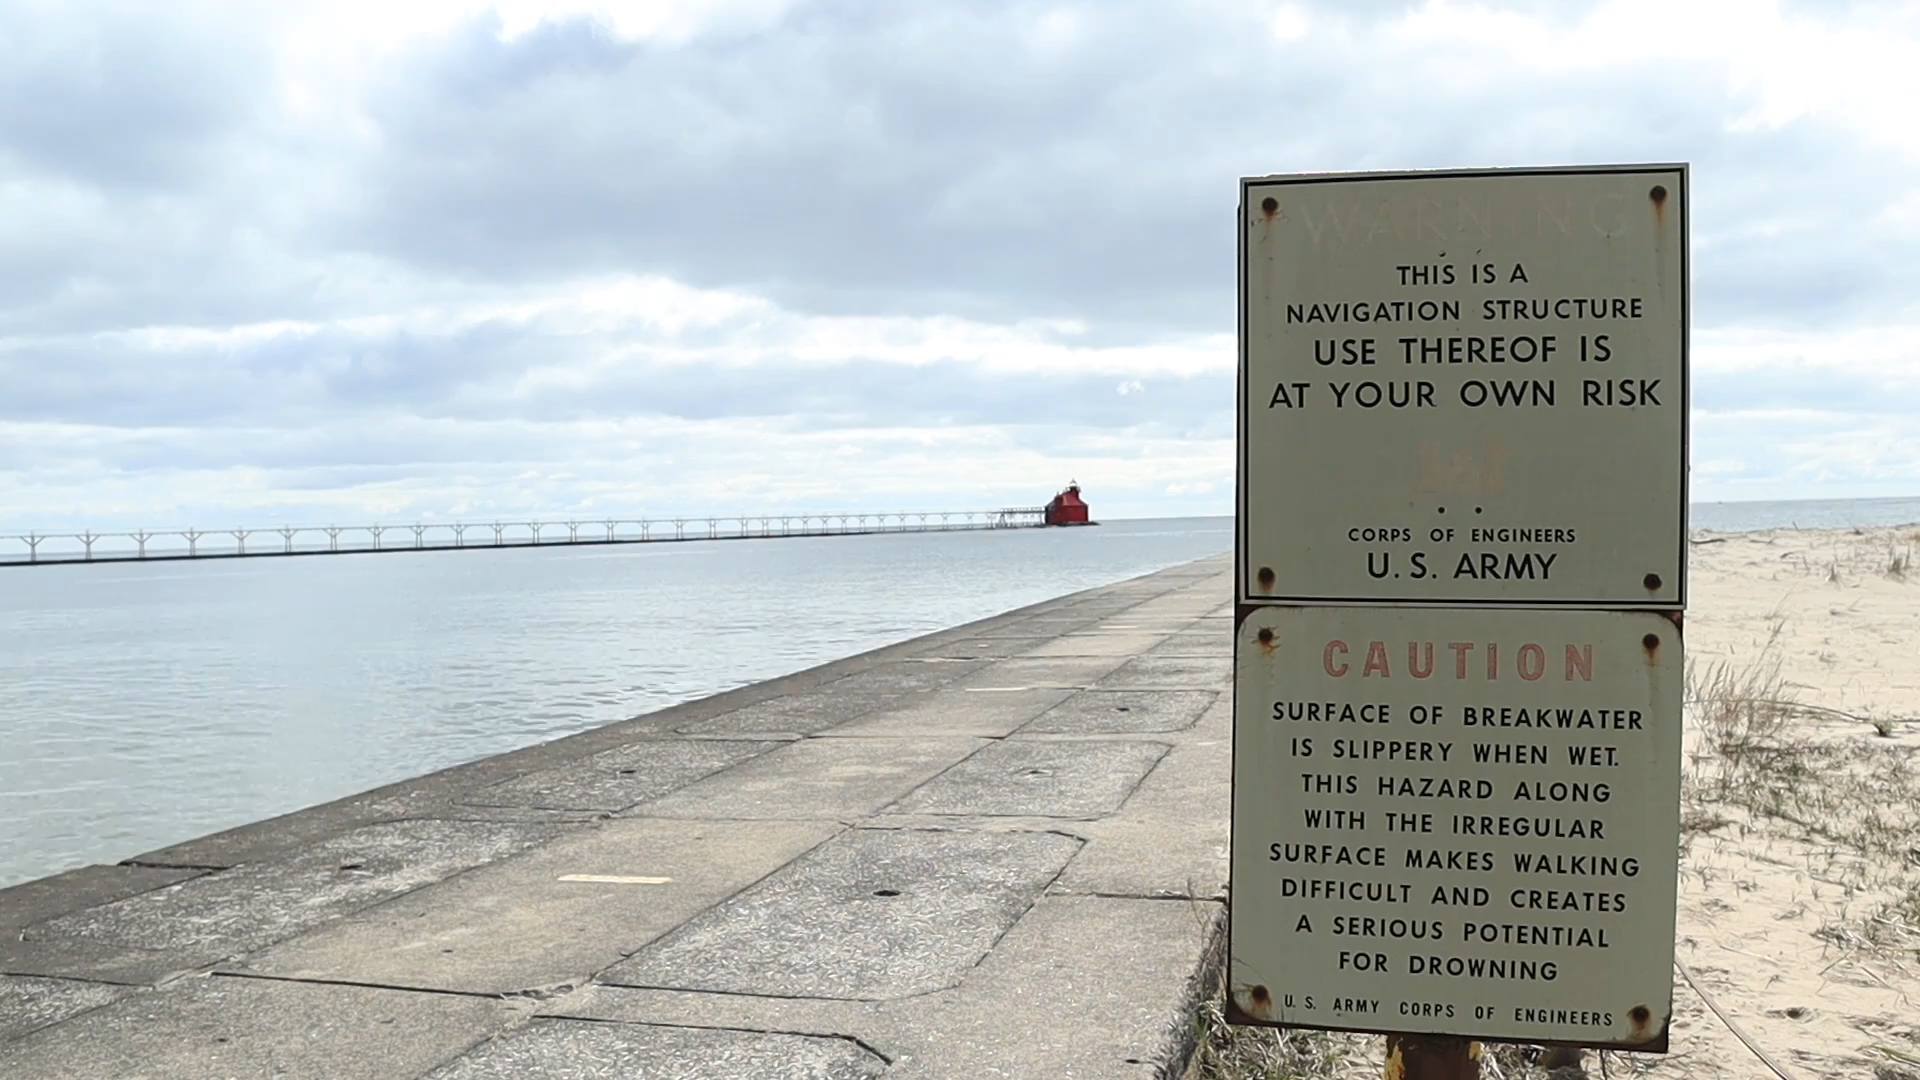 WARNING
THIS IS A
NAVIGATION STRUCTURE
USE THEREOF IS
AT YOUR OWN RISK
CORPS OF ENGINEERS
U.S. ARMY
CAUTION
SURFACE OF BREAKWATER
IS SLIPPERY WHEN WET.
THIS HAZARD ALONG
WITH THE IRREGULAR
SURFACE MAKES WALKING
DIFFICULT AND CREATES
A SERIOUS POTENTIAL
FOR DROWNING
U.S. ARMY CORPS OF ENGINEERS